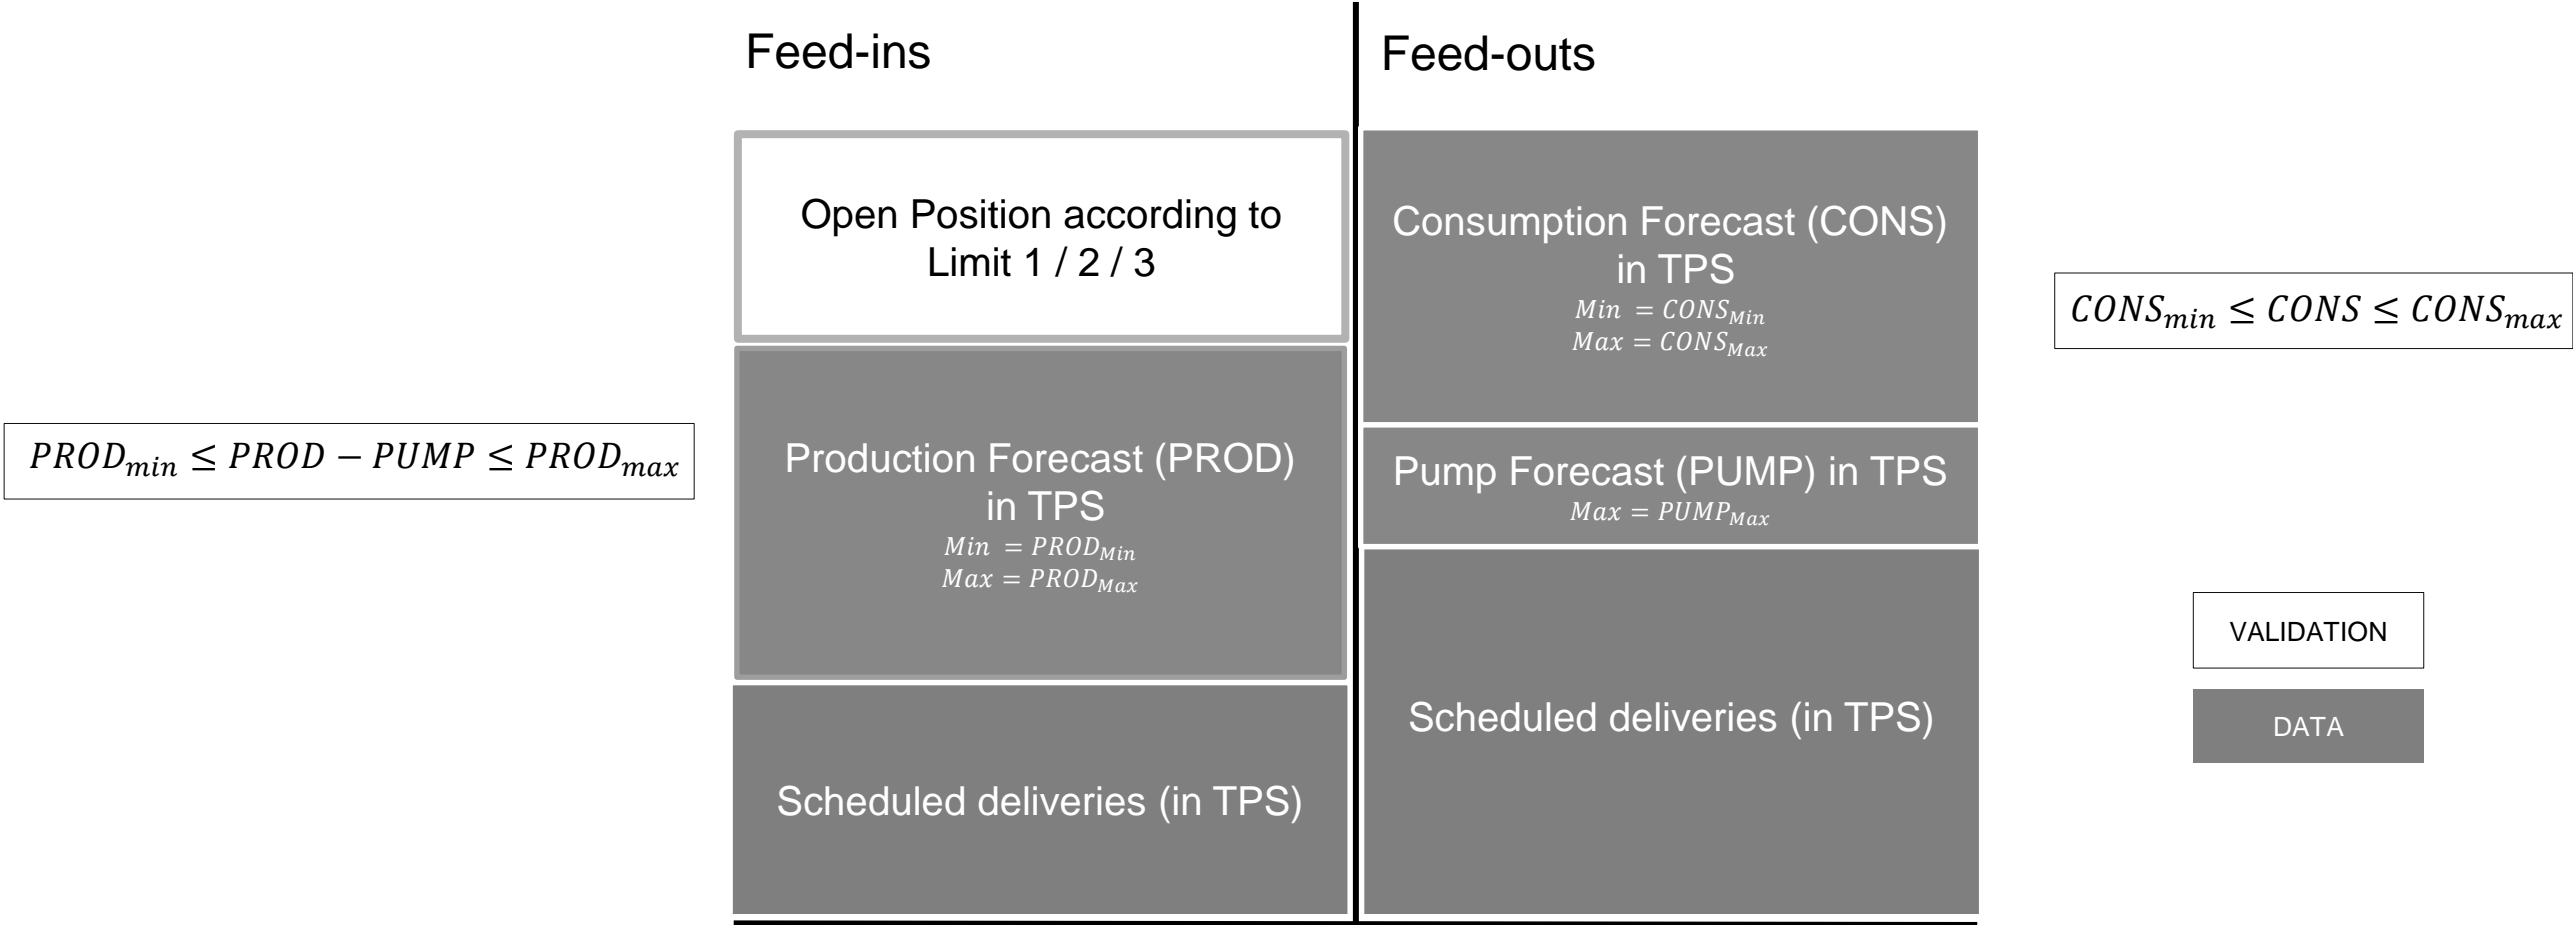 Feed-ins
Feed-outs
Open Position according to
Limit 1 / 2 / 3
Consumption Forecast (CONS)
in TPS
Min = CONS_Min
Max = CONS_Max
CONS_min ≤ CONS ≤ CONS_max
PROD_min ≤ PROD − PUMP ≤ PROD_max
Production Forecast (PROD)
in TPS
Min = PROD_Min
Max = PROD_Max
Pump Forecast (PUMP) in TPS
Max = PUMP_Max
Scheduled deliveries (in TPS)
Scheduled deliveries (in TPS)
VALIDATION
DATA